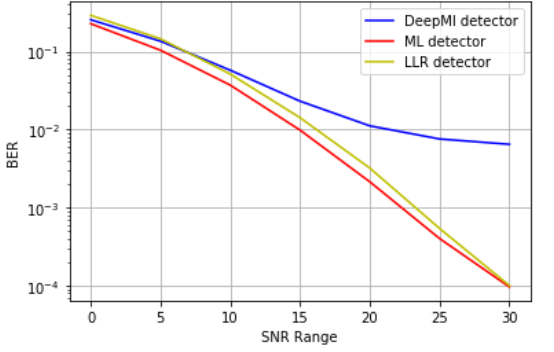 DeepMI detector
ML detector
LLR detector
BER
10⁻¹
10⁻²
10⁻³
10⁻⁴
0 5 10 15 20 25 30
SNR Range